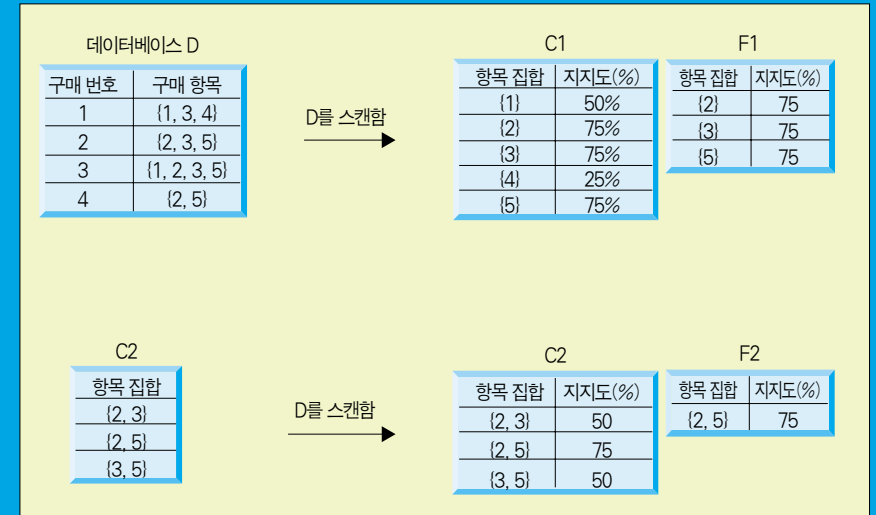 데이터베이스 D
구매 번호 구매 항목
1 {1, 3, 4}
2 {2, 3, 5}
3 {1, 2, 3, 5}
4 {2, 5}
D를 스캔함
C1
항목 집합 지지도(%)
{1} 50%
{2} 75%
{3} 75%
{4} 25%
{5} 75%
F1
항목 집합 지지도(%)
{2} 75
{3} 75
{5} 75
C2
항목 집합
{2, 3}
{2, 5}
{3, 5}
D를 스캔함
C2
항목 집합 지지도(%)
{2, 3} 50
{2, 5} 75
{3, 5} 50
F2
항목 집합 지지도(%)
{2, 5} 75